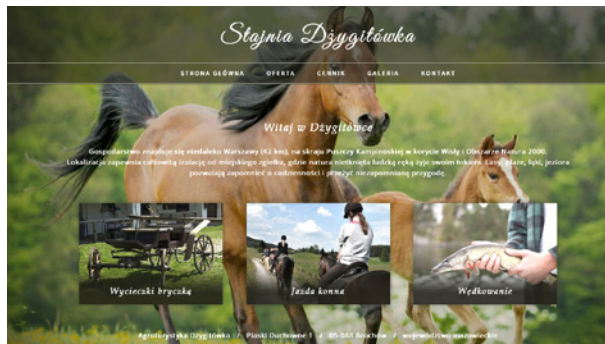 Stajnia Dżygitówka
STRONA GŁÓWNA OFERTA CENNIK GALERIA KONTAKT
Witaj w Dżygitówce
Gospodarstwo znajduje się niedaleko Warszawy (42 km), na skraju Puszczy Kampinoskiej w korycie Wisły i Obszarze Natura 2000.
Lokalizacja zapewnia całkowitą izolację od miejskiego zgiełku, gdzie natura nietknięta ludzką ręką żyje swoim tokiem. Lasy, plaże, łąki, jeziora
pozwalają zapomnieć o codzienności i przeżyć niezapomnianą przygodę.
Wycieczki bryczką Jazda konna Wędkowanie
Agroturystyka Dżygitówka / Piaski Duchowne 1 / 05-088 Brochów / województwo mazowieckie